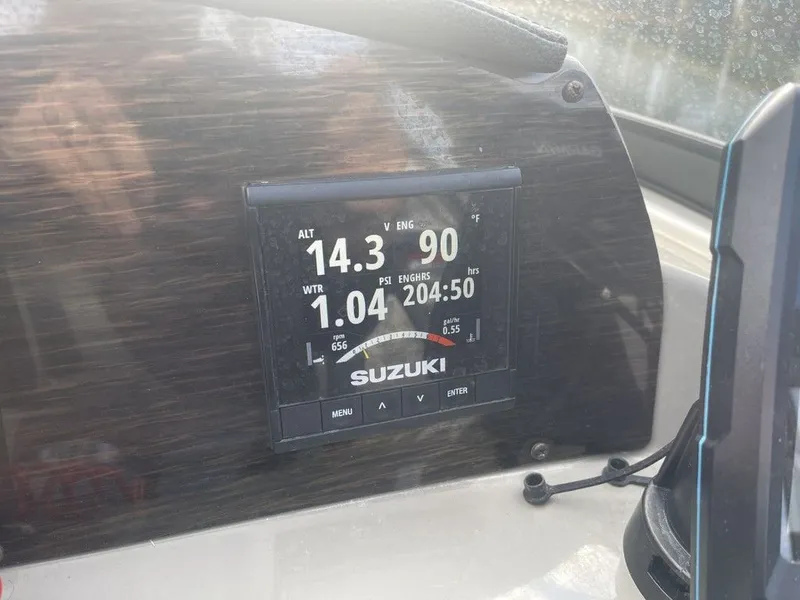 ALT V ENG °F
14.3 90
WTR PSI ENGHRS hrs
1.04 204:50
rpm gal/hr
656 0.55
SUZUKI
MENU ENTER